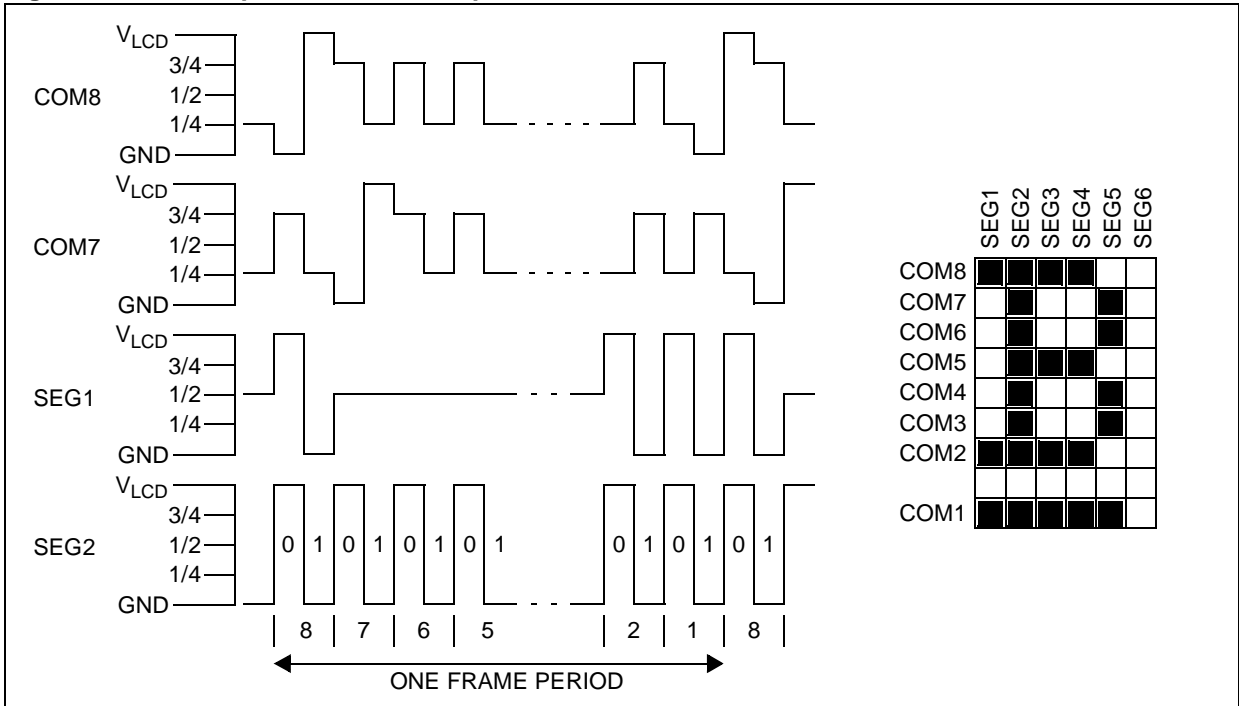 VLCD
3/4
COM8 1/2
1/4
GND
VLCD
3/4
COM7 1/2
1/4
GND
VLCD
3/4
SEG1 1/2
1/4
GND
VLCD
3/4
SEG2 1/2 0 1 0 1 0 1 0 1 0 1 0 1 0 1
1/4
GND
8 7 6 5 2 1 8
ONE FRAME PERIOD
SEG1 SEG2 SEG3 SEG4 SEG5 SEG6
COM8
COM7
COM6
COM5
COM4
COM3
COM2
COM1